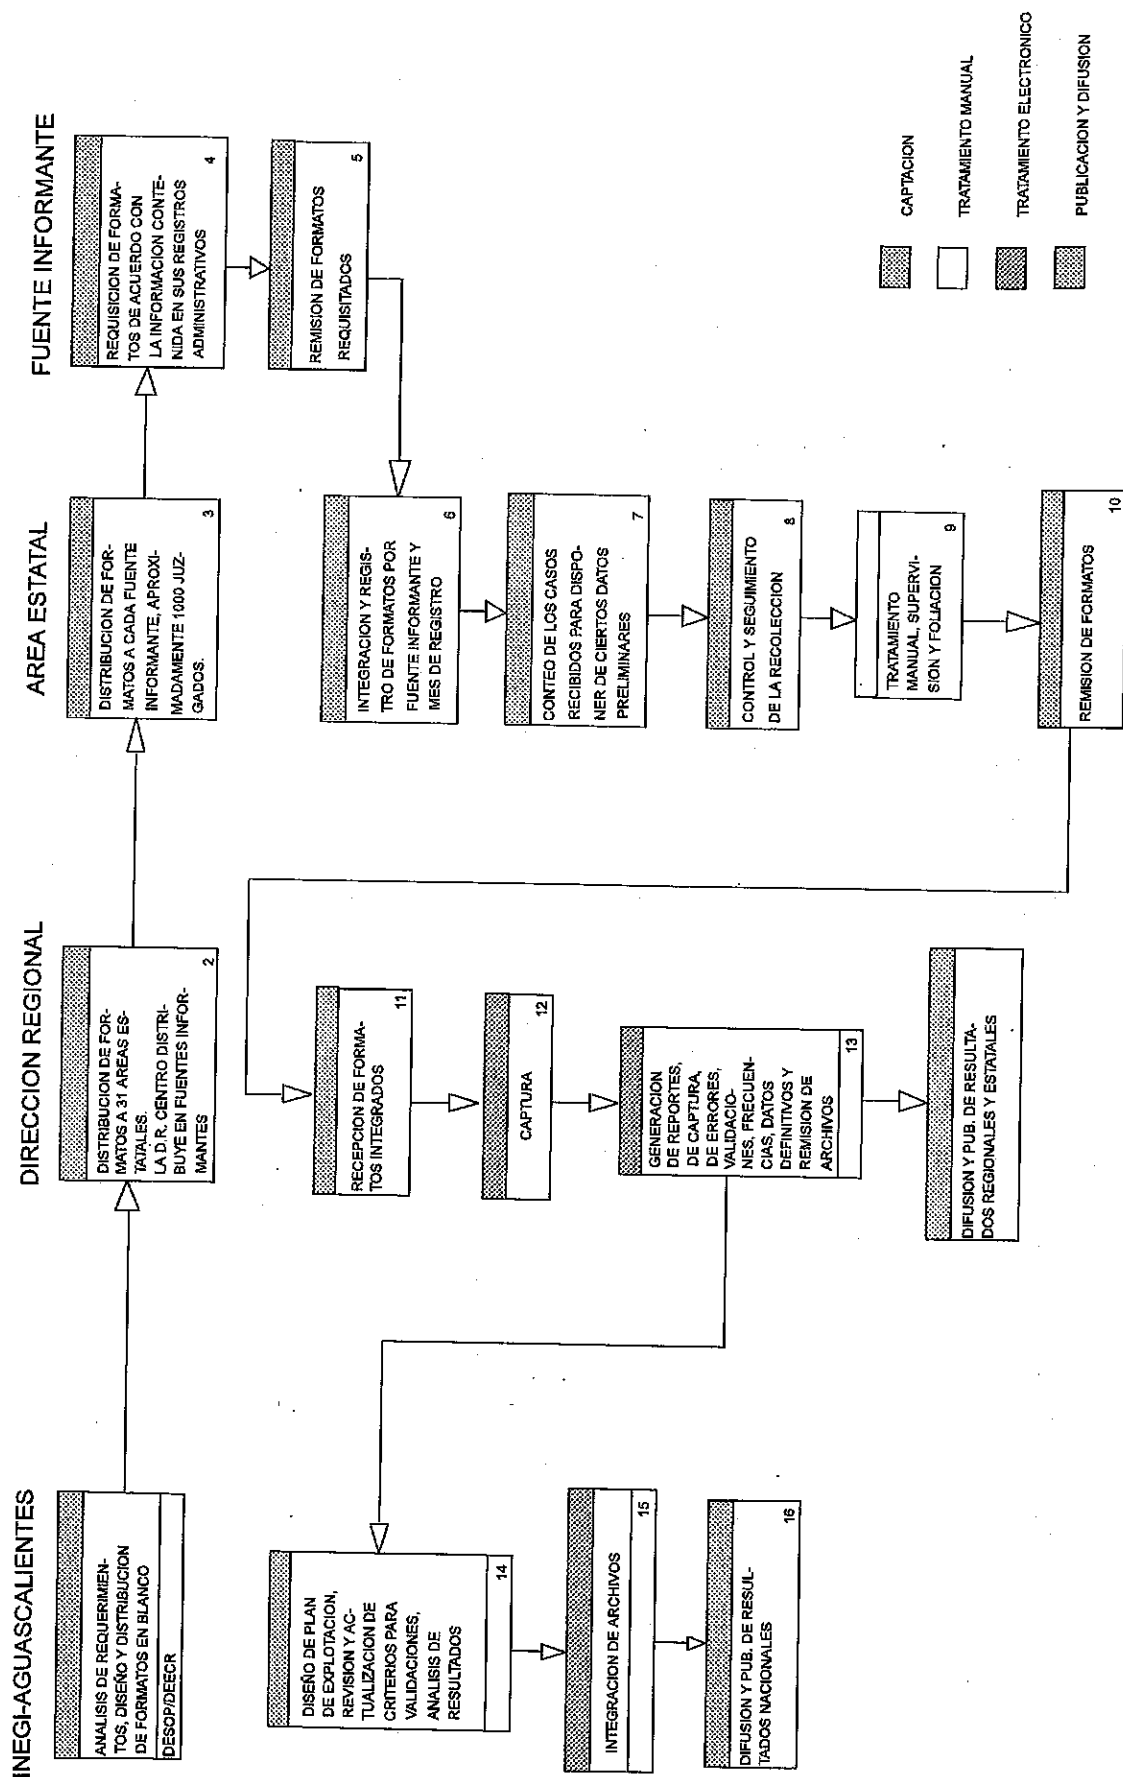 INEGI-AGUASCALIENTES
ANALISIS DE REQUERIMIEN-
TOS, DISEÑO Y DISTRIBUCION
DE FORMATOS EN BLANCO
DESOP/DEECR
DISEÑO DE PLAN
DE EXPLOTACION,
REVISION Y AC-
TUALIZACION DE
CRITERIOS PARA
VALIDACIONES,
ANALISIS DE
RESULTADOS
14
INTEGRACION DE ARCHIVOS
15
DIFUSION Y PUB. DE RESUL-
TADOS NACIONALES
16
DIRECCION REGIONAL
DISTRIBUCION DE FOR-
MATOS A 31 AREAS ES-
TATALES.
LA D.R. CENTRO DISTRI-
BUYE EN FUENTES INFOR-
MANTES
2
RECEPCION DE FORMA-
TOS INTEGRADOS
11
CAPTURA
12
GENERACION
DE REPORTES,
DE CAPTURA,
DE ERRORES,
VALIDACIO-
NES, FRECUEN-
CIAS, DATOS
DEFINITIVOS Y
REMISION DE
ARCHIVOS
13
DIFUSION Y PUB. DE RESULTA-
DOS REGIONALES Y ESTATALES
AREA ESTATAL
DISTRIBUCION DE FOR-
MATOS A CADA FUENTE
INFORMANTE, APROXI-
MADAMENTE 1000 JUZ-
GADOS.
3
INTEGRACION Y REGIS-
TRO DE FORMATOS POR
FUENTE INFORMANTE Y
MES DE REGISTRO
6
CONTEO DE LOS CASOS
RECIBIDOS PARA DISPO-
NER DE CIERTOS DATOS
PRELIMINARES
7
CONTROL Y SEGUIMIENTO
DE LA RECOLECCION
8
TRATAMIENTO
MANUAL, SUPERVI-
SION Y FOLIACION
9
REMISION DE FORMATOS
10
FUENTE INFORMANTE
REQUISICION DE FORMA-
TOS DE ACUERDO CON
LA INFORMACION CONTE-
NIDA EN SUS REGISTROS
ADMINISTRATIVOS
4
REMISION DE FORMATOS
REQUISITADOS
5
CAPTACION
TRATAMIENTO MANUAL
TRATAMIENTO ELECTRONICO
PUBLICACION Y DIFUSION